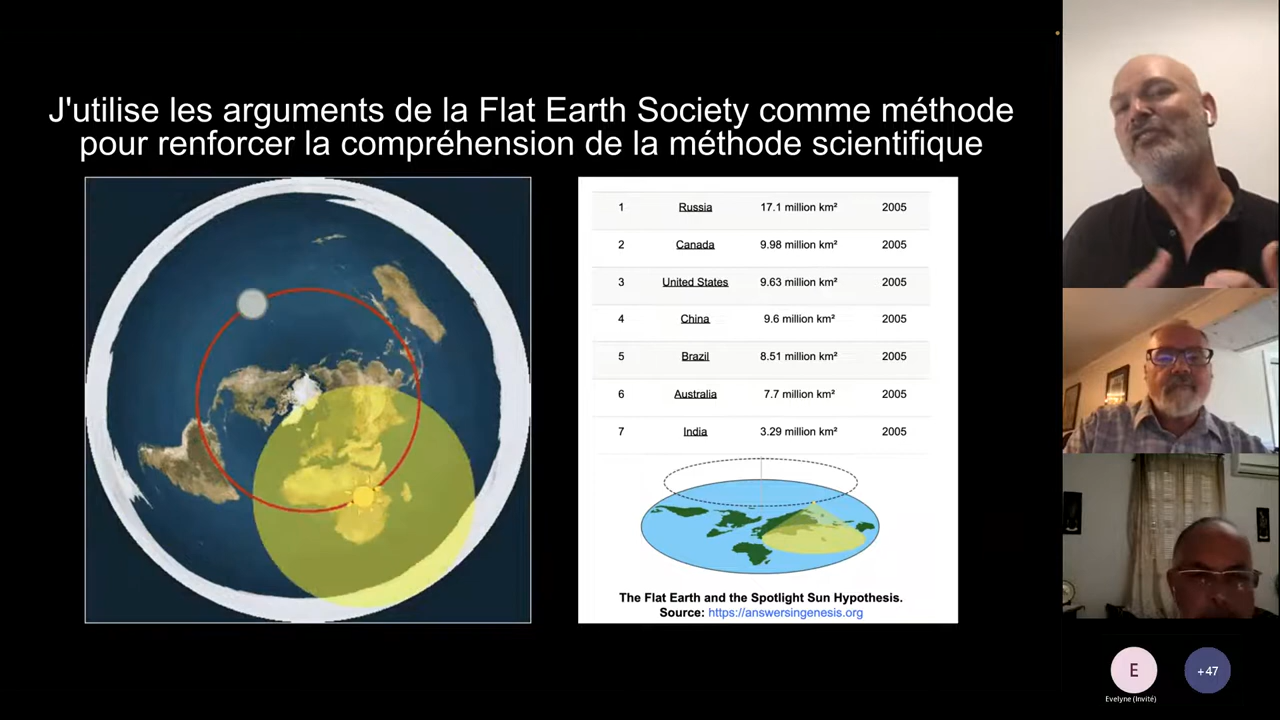 J'utilise les arguments de la Flat Earth Society comme méthode
pour renforcer la compréhension de la méthode scientifique
1 Russia 17.1 million km² 2005
2 Canada 9.98 million km² 2005
3 United States 9.63 million km² 2005
4 China 9.6 million km² 2005
5 Brazil 8.51 million km² 2005
6 Australia 7.7 million km² 2005
7 India 3.29 million km² 2005
The Flat Earth and the Spotlight Sun Hypothesis.
Source: https://answersingenesis.org
E
+47
Evelyne (Invité)